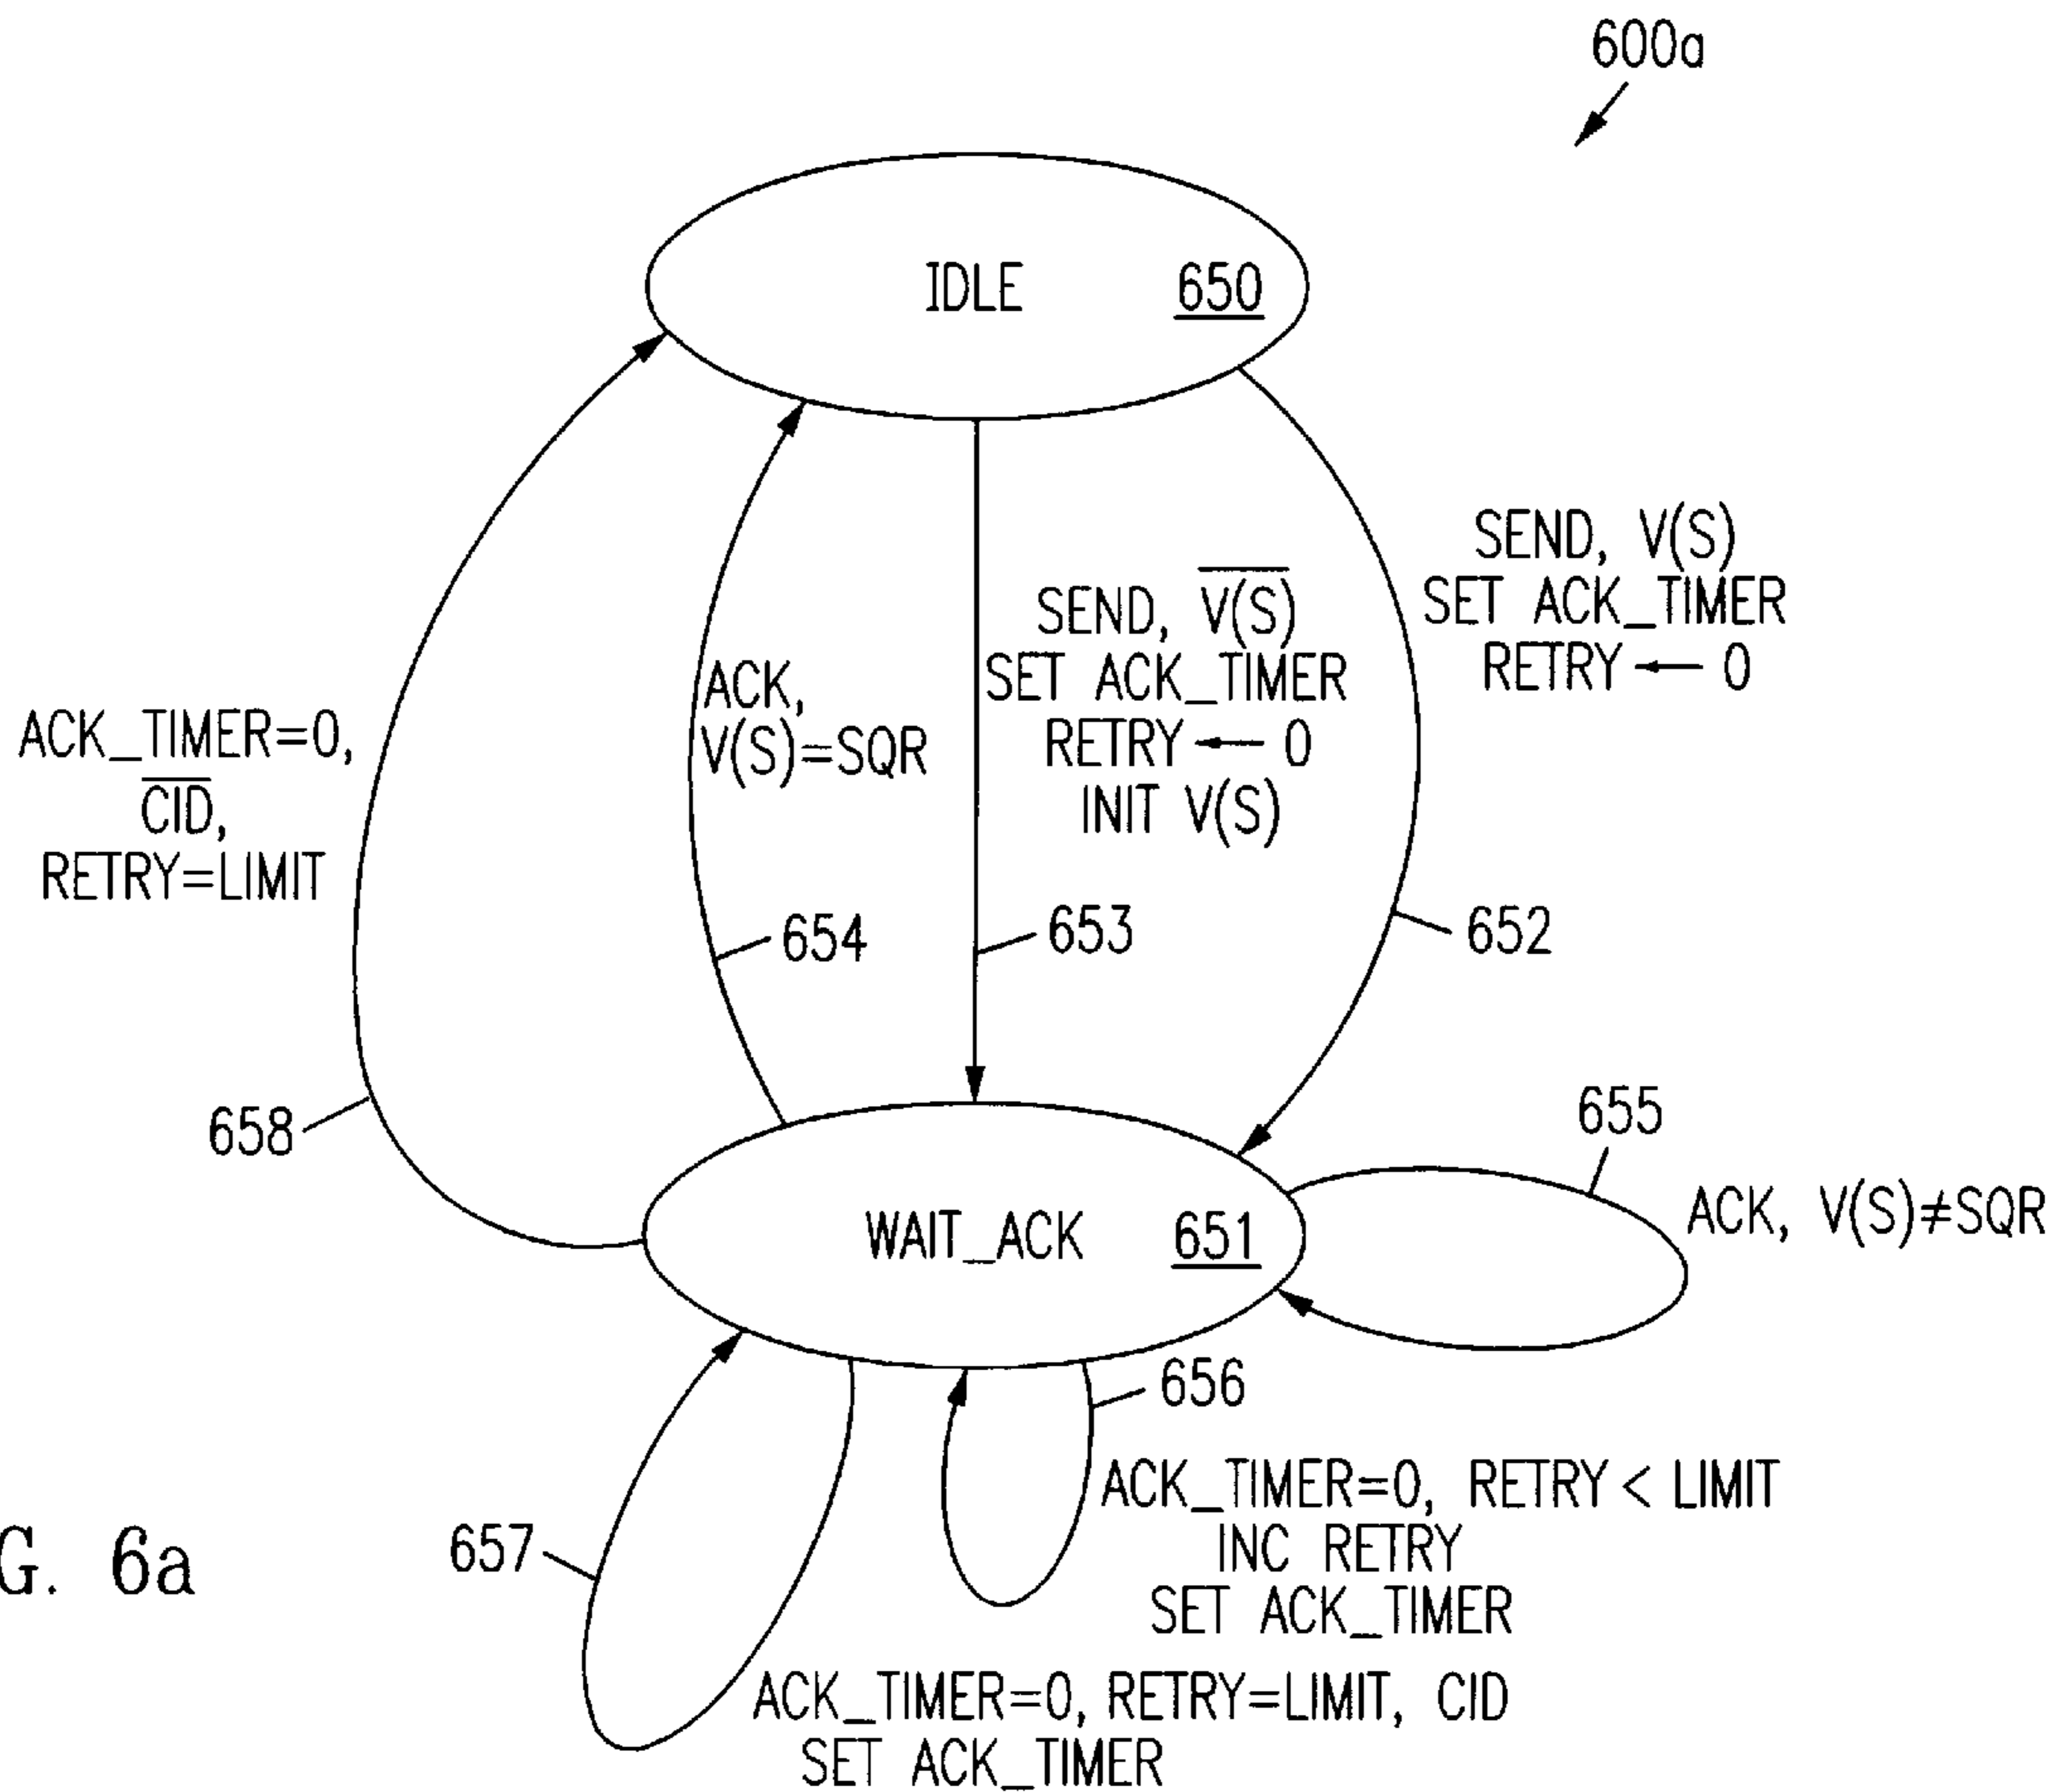 600a
IDLE 650
SEND, V(S)
SET ACK_TIMER
RETRY ← 0
SEND, V̅(̅S̅)̅
SET ACK_TIMER
RETRY ← 0
INIT V(S)
ACK,
V(S)=SQR
ACK_TIMER=0,
C̅I̅D̅,
RETRY=LIMIT
654
653
652
658
655
WAIT_ACK 651
ACK, V(S)≠SQR
656
ACK_TIMER=0, RETRY < LIMIT
INC RETRY
SET ACK_TIMER
657
G. 6a
ACK_TIMER=0, RETRY=LIMIT, CID
SET ACK_TIMER